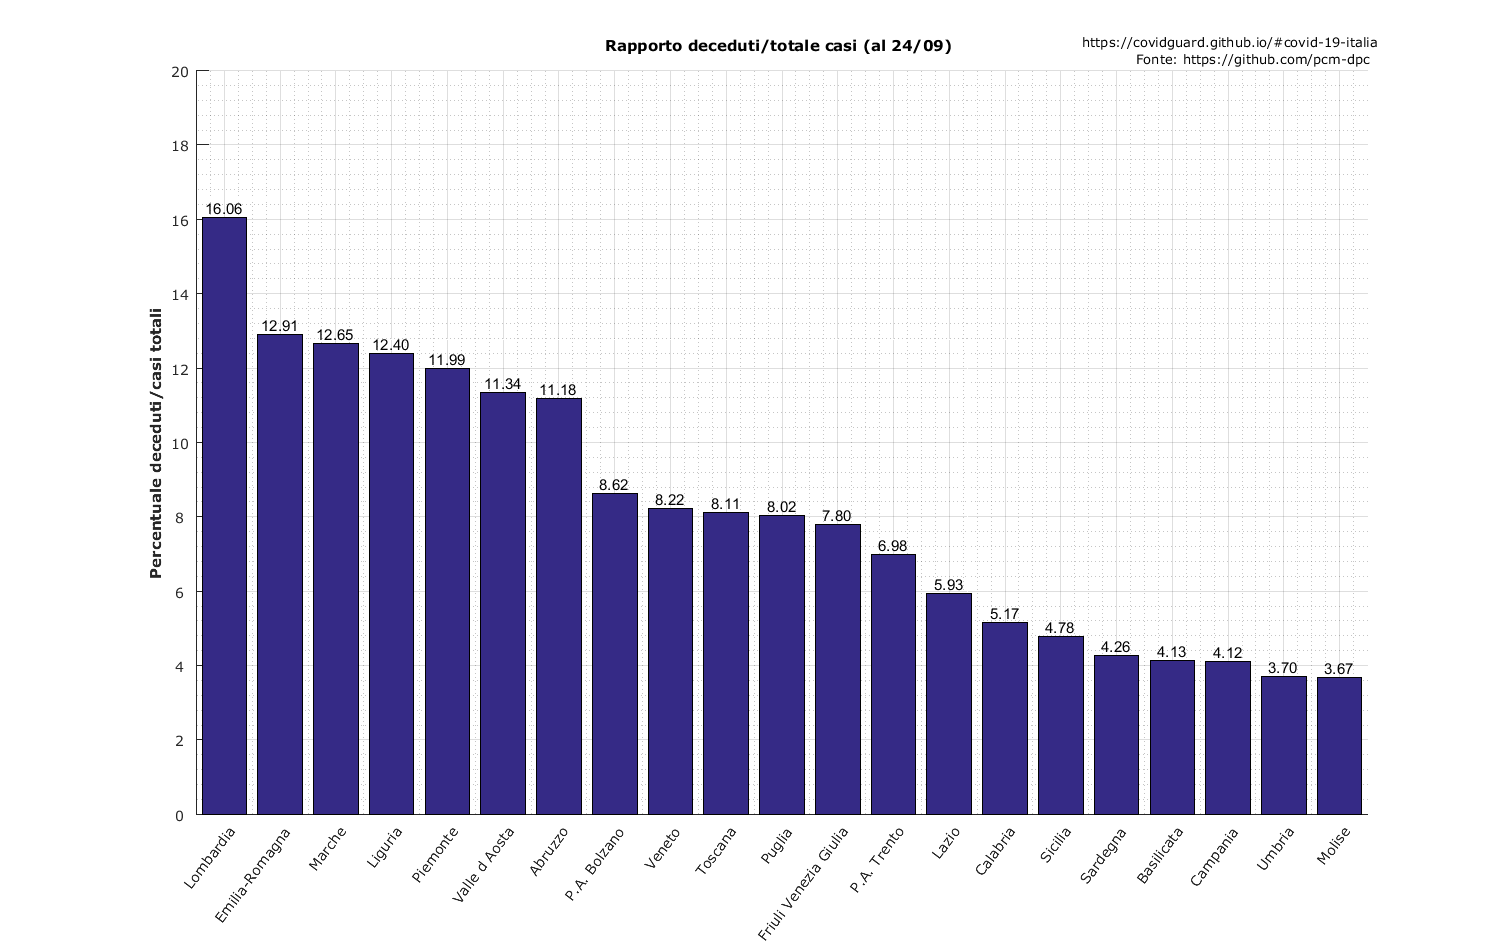 Rapporto deceduti/totale casi (al 24/09)
https://covidguard.github.io/#covid-19-italia
Fonte: https://github.com/pcm-dpc
Percentuale deceduti/casi totali
20
18
16
14
12
10
8
6
4
2
0
16.06
12.91
12.65
12.40
11.99
11.34
11.18
8.62
8.22
8.11
8.02
7.80
6.98
5.93
5.17
4.78
4.26
4.13
4.12
3.70
3.67
Lombardia
Emilia-Romagna
Marche
Liguria
Piemonte
Valle d Aosta
Abruzzo
P.A. Bolzano
Veneto
Toscana
Puglia
Friuli Venezia Giulia
P.A. Trento
Lazio
Calabria
Sicilia
Sardegna
Basilicata
Campania
Umbria
Molise